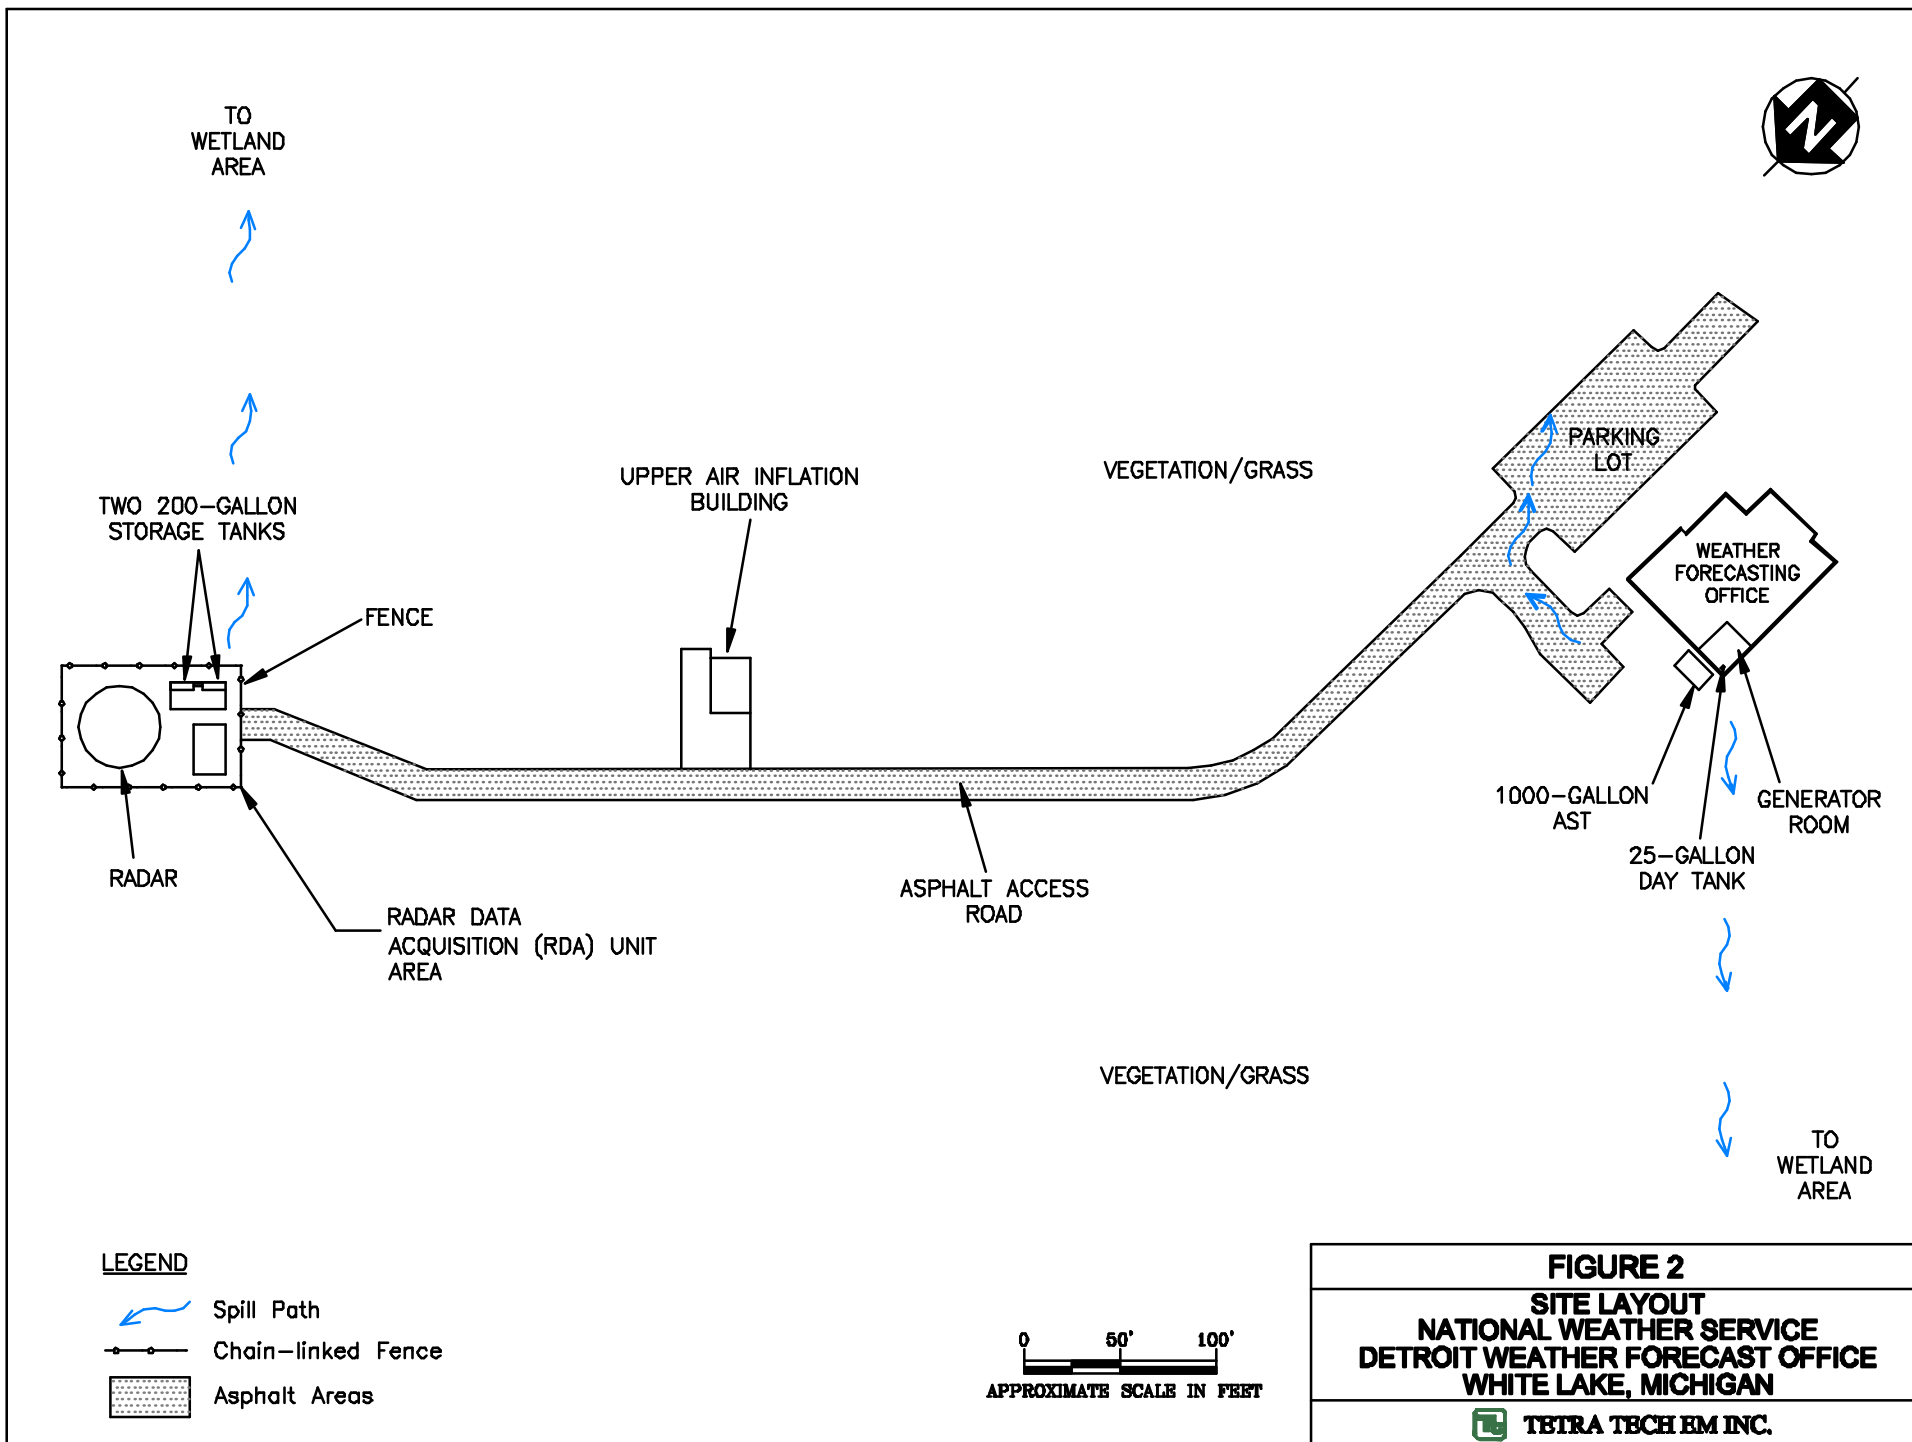 TO
WETLAND
AREA
N
TWO 200-GALLON
STORAGE TANKS
FENCE
UPPER AIR INFLATION
BUILDING
VEGETATION/GRASS
PARKING
LOT
WEATHER
FORECASTING
OFFICE
RADAR
RADAR DATA
ACQUISITION (RDA) UNIT
AREA
ASPHALT ACCESS
ROAD
1000-GALLON
AST
GENERATOR
ROOM
25-GALLON
DAY TANK
VEGETATION/GRASS
TO
WETLAND
AREA
LEGEND
Spill Path
Chain-linked Fence
Asphalt Areas
0 50' 100'
APPROXIMATE SCALE IN FEET
FIGURE 2
SITE LAYOUT
NATIONAL WEATHER SERVICE
DETROIT WEATHER FORECAST OFFICE
WHITE LAKE, MICHIGAN
TETRA TECH EM INC.